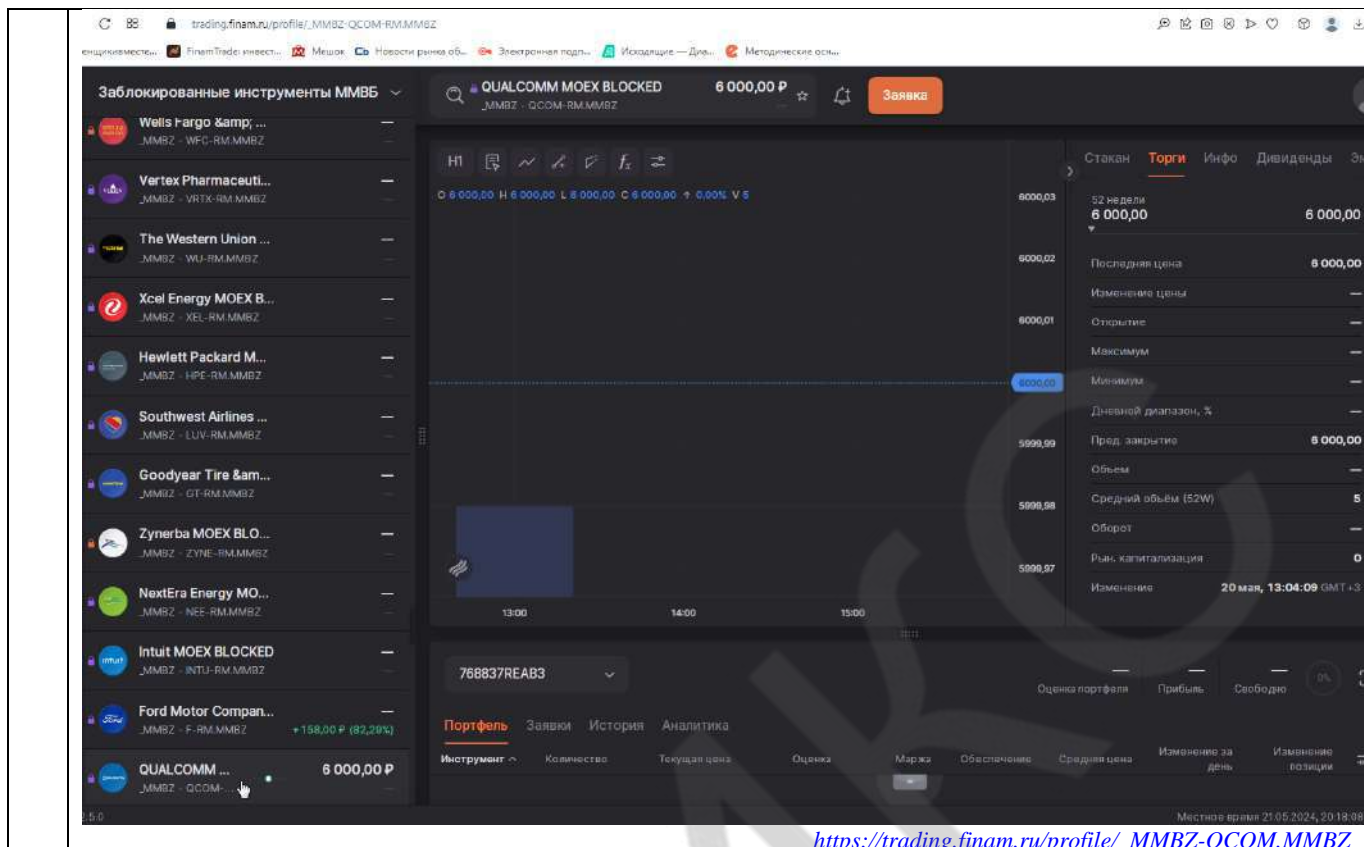 trading.finam.ru/profile/_MMBZ-QCOM-RM.MMBZ
FinamTrade: инвест...
Мешок
Новости рынка об...
Электронная подп...
Исходящие — Диа...
Методические осн...
Заблокированные инструменты ММВБ
QUALCOMM MOEX BLOCKED
6 000,00 ₽
_MMBZ - QCOM-RM.MMBZ
Заявка
Wells Fargo &amp; ...
_MMBZ - WFC-RM.MMBZ
Vertex Pharmaceuti...
_MMBZ - VRTX-RM.MMBZ
The Western Union ...
_MMBZ - WU-RM.MMBZ
Xcel Energy MOEX B...
_MMBZ - XEL-RM.MMBZ
Hewlett Packard M...
_MMBZ - HPE-RM.MMBZ
Southwest Airlines ...
_MMBZ - LUV-RM.MMBZ
Goodyear Tire &am...
_MMBZ - GT-RM.MMBZ
Zynerba MOEX BLO...
_MMBZ - ZYNE-RM.MMBZ
NextEra Energy MO...
_MMBZ - NEE-RM.MMBZ
Intuit MOEX BLOCKED
_MMBZ - INTU-RM.MMBZ
Ford Motor Compan...
_MMBZ - F-RM.MMBZ +158,00 ₽ (82,29%)
QUALCOMM ... 6 000,00 ₽
_MMBZ - QCOM-...
H1
O 6 000,00 H 6 000,00 L 6 000,00 C 6 000,00 ↑ 0,00% V 5
6000,03
6000,02
6000,01
6000,00
5999,99
5999,98
5999,97
13:00 14:00 15:00
Стакан Торги Инфо Дивиденды Эм
52 недели
6 000,00 6 000,00
Последняя цена 6 000,00
Изменение цены —
Открытие —
Максимум —
Минимум —
Дневной диапазон, % —
Пред. закрытие 6 000,00
Объем —
Средний объём (52W) 5
Оборот —
Рын. капитализация 0
Изменение 20 мая, 13:04:09 GMT+3
768837REAB3
Оценка портфеля Прибыль Свободно 0%
Портфель Заявки История Аналитика
Инструмент Количество Текущая цена Оценка Маржа Обеспечение Средняя цена Изменение за день Изменение позиции
2.5.0
Местное время 21.05.2024, 20:18:08
https://trading.finam.ru/profile/_MMBZ-QCOM.MMBZ